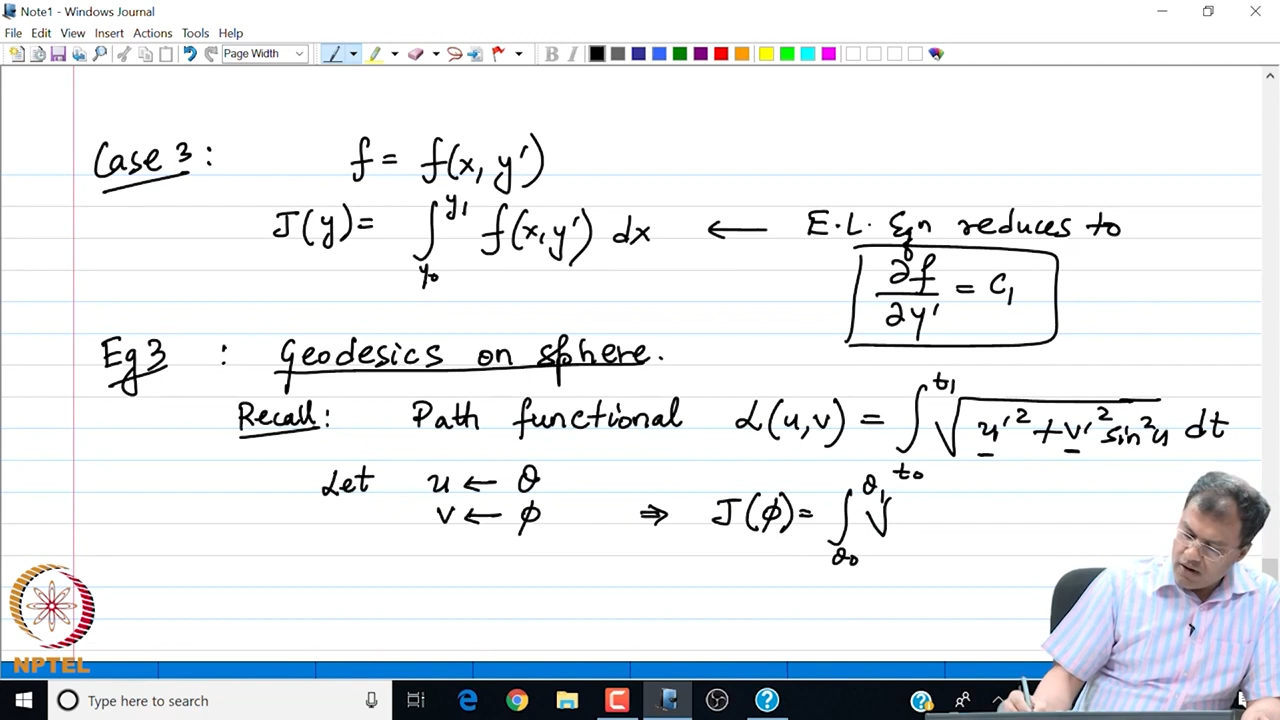 Note1 - Windows Journal
File Edit View Insert Actions Tools Help
Page Width
B I
Case 3: f = f(x, y')
J(y) = ∫_{y0}^{y1} f(x, y') dx ← E.L. Eqn reduces to
∂f/∂y' = C1
Eg 3 : Geodesics on sphere.
Recall: Path functional L(u,v) = ∫_{t0}^{t1} √(u'² + v'² sin²u) dt
Let u ← θ
v ← ϕ ⇒ J(ϕ) = ∫_{θ0}^{θ1} √
NPTEL
Type here to search